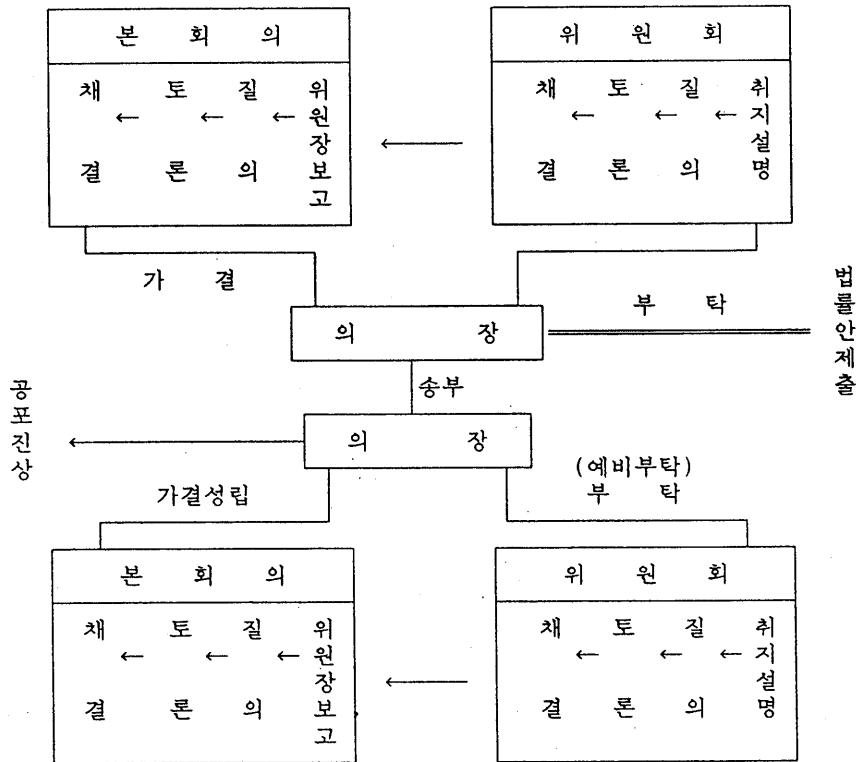 본 회 의
위원장보고 ← 질의 ← 토론 ← 채결
위 원 회
취지설명 ← 질의 ← 토론 ← 채결
←
가 결
부 탁
법률안제출
의 장
송부
의 장
공포진상
←
가결성립
(예비부탁)
부 탁
본 회 의
위원장보고 ← 질의 ← 토론 ← 채결
위 원 회
취지설명 ← 질의 ← 토론 ← 채결
←